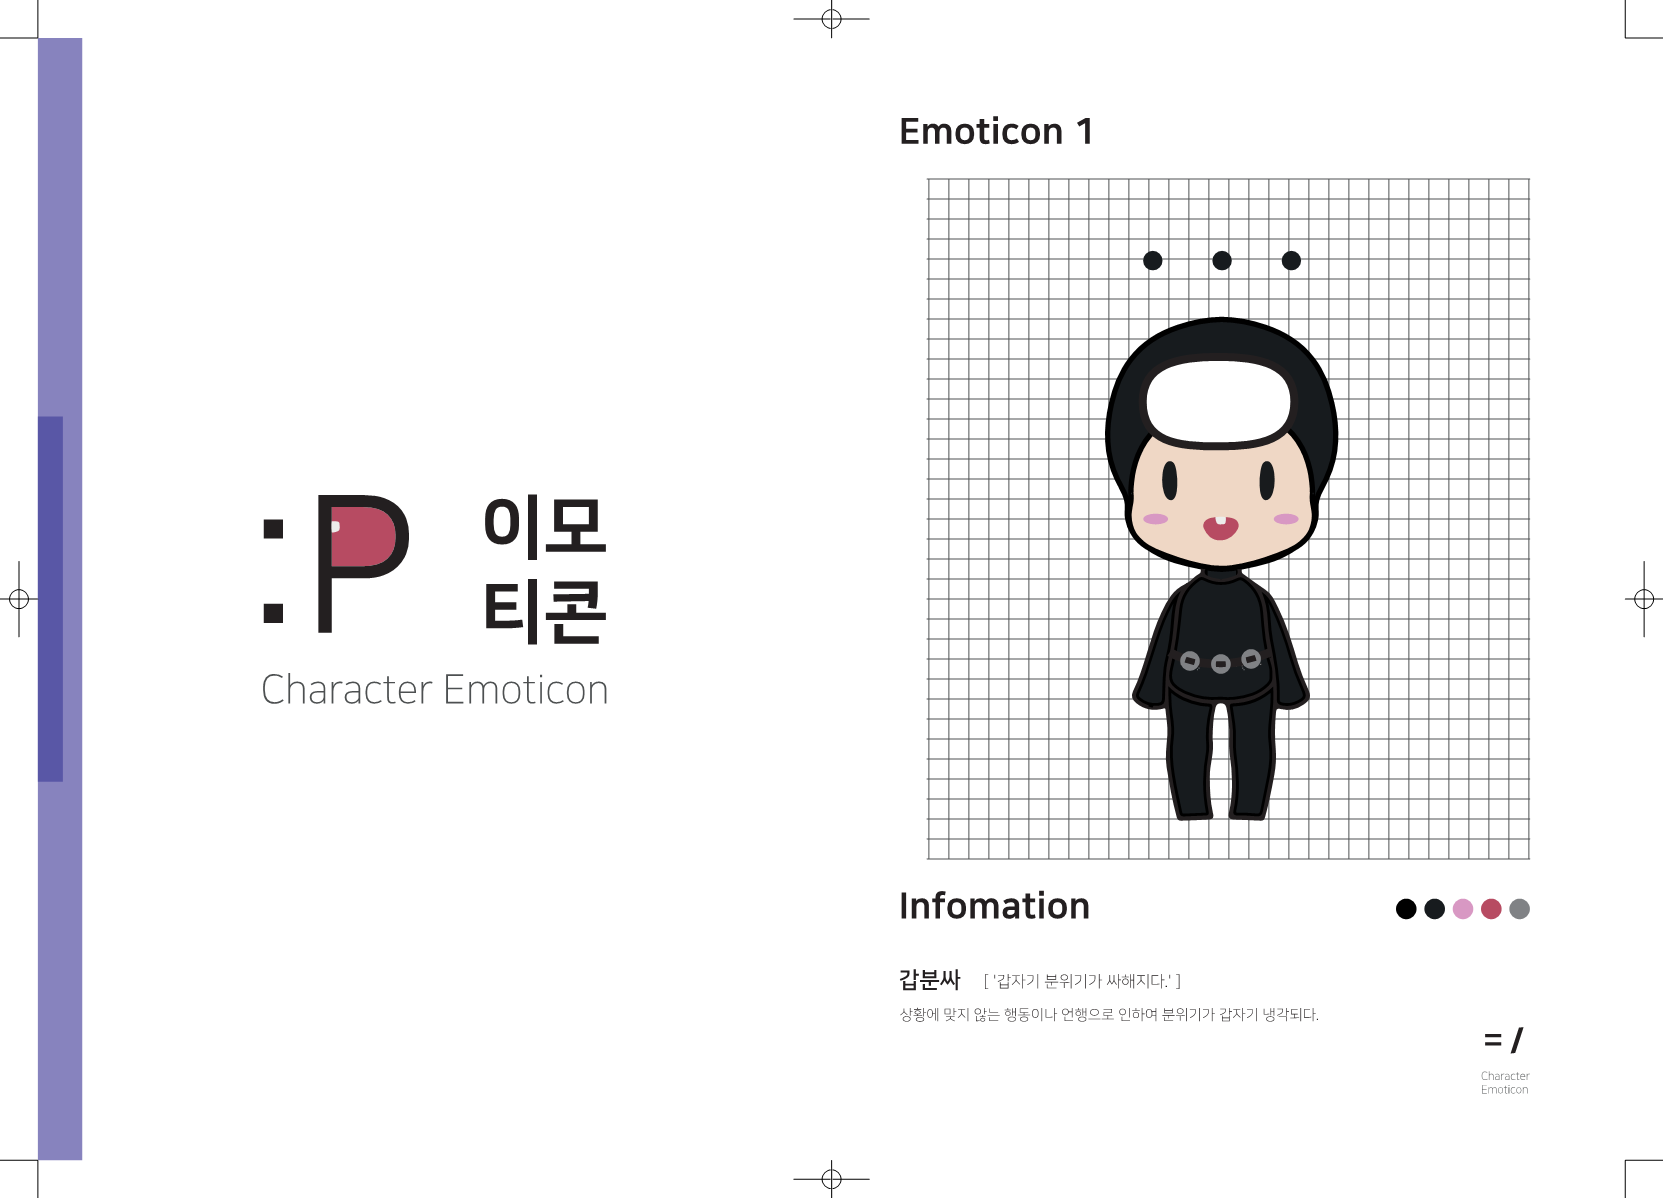 :P
이모
티콘
Character Emoticon
Emoticon 1
Infomation
갑분싸 [ '갑자기 분위기가 싸해지다.' ]
상황에 맞지 않는 행동이나 언행으로 인하여 분위기가 갑자기 냉각되다.
= /
Character
Emoticon